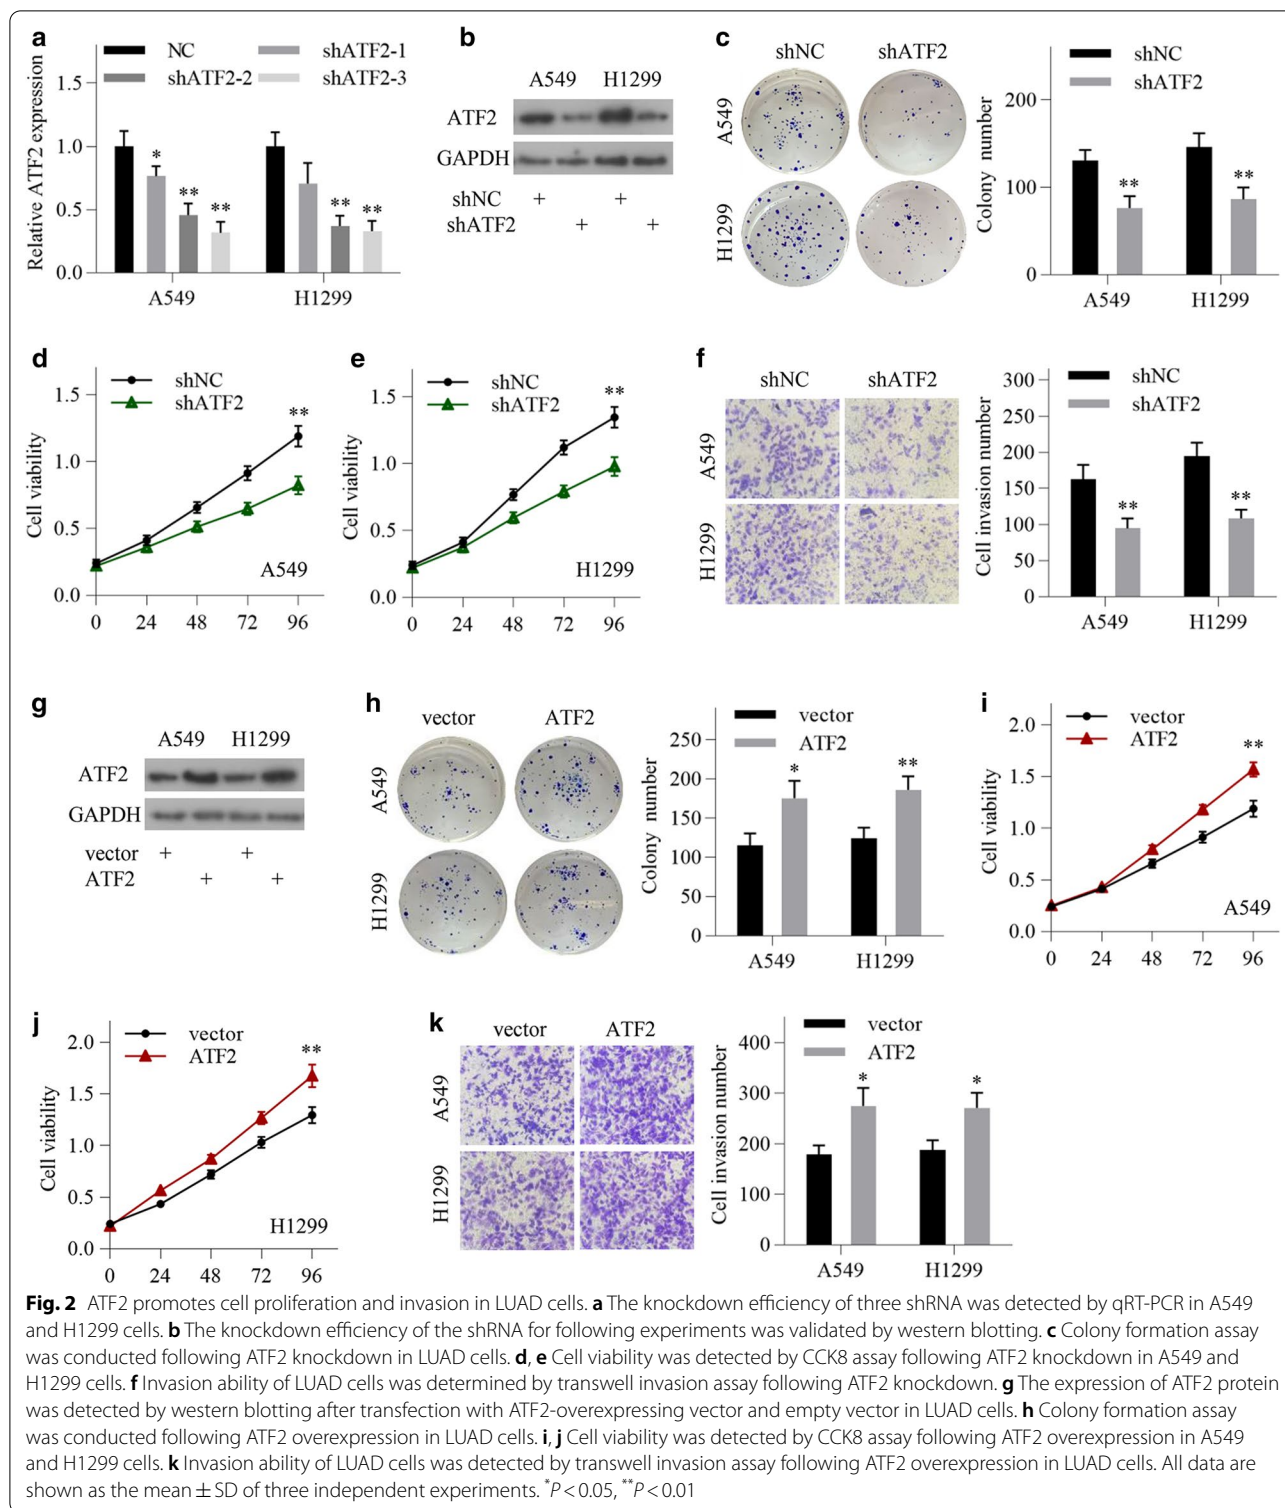 a
NC
shATF2-1
shATF2-2
shATF2-3
Relative ATF2 expression
1.5
1.0
0.5
0.0
*
**
**
**
**
A549
H1299
b
A549 H1299
ATF2
GAPDH
shNC + +
shATF2 + +
c
shNC shATF2
A549
H1299
shNC
shATF2
Colony number
200
100
0
**
**
A549
H1299
d
shNC
shATF2
Cell viability
1.5
1.0
0.5
0.0
**
A549
0 24 48 72 96
e
shNC
shATF2
Cell viability
1.5
1.0
0.5
0.0
**
H1299
0 24 48 72 96
f
shNC shATF2
A549
H1299
shNC
shATF2
Cell invasion number
300
250
200
150
100
50
0
**
**
A549
H1299
g
A549 H1299
ATF2
GAPDH
vector + +
ATF2 + +
h
vector ATF2
A549
H1299
vector
ATF2
Colony number
250
200
150
100
50
0
*
**
A549
H1299
i
vector
ATF2
Cell viability
2.0
1.5
1.0
0.5
0.0
**
A549
0 24 48 72 96
j
vector
ATF2
Cell viability
2.0
1.5
1.0
0.5
0.0
**
H1299
0 24 48 72 96
k
vector ATF2
A549
H1299
vector
ATF2
Cell invasion number
400
300
200
100
0
*
*
A549
H1299
Fig. 2 ATF2 promotes cell proliferation and invasion in LUAD cells. a The knockdown efficiency of three shRNA was detected by qRT-PCR in A549
and H1299 cells. b The knockdown efficiency of the shRNA for following experiments was validated by western blotting. c Colony formation assay
was conducted following ATF2 knockdown in LUAD cells. d, e Cell viability was detected by CCK8 assay following ATF2 knockdown in A549 and
H1299 cells. f Invasion ability of LUAD cells was determined by transwell invasion assay following ATF2 knockdown. g The expression of ATF2 protein
was detected by western blotting after transfection with ATF2-overexpressing vector and empty vector in LUAD cells. h Colony formation assay
was conducted following ATF2 overexpression in LUAD cells. i, j Cell viability was detected by CCK8 assay following ATF2 overexpression in A549
and H1299 cells. k Invasion ability of LUAD cells was detected by transwell invasion assay following ATF2 overexpression in LUAD cells. All data are
shown as the mean ± SD of three independent experiments. *P < 0.05, **P < 0.01